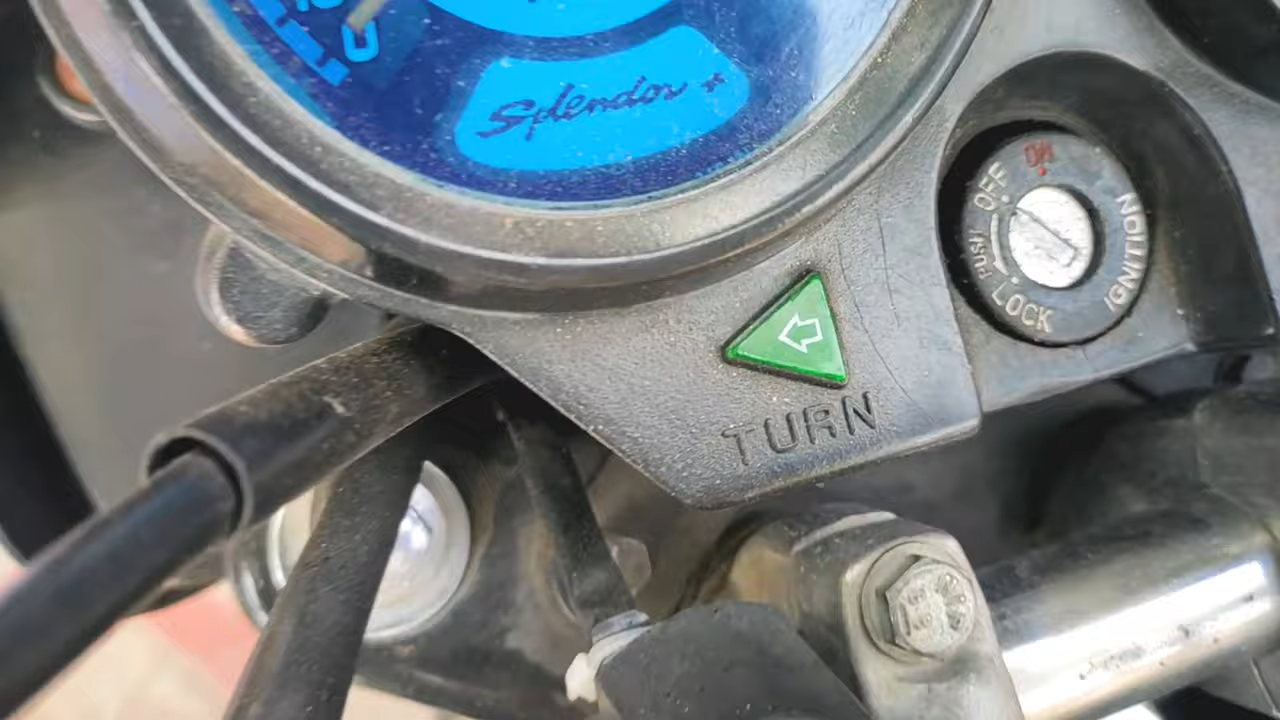 Splendor +
ON
OFF
PUSH
LOCK
IGNITION
TURN